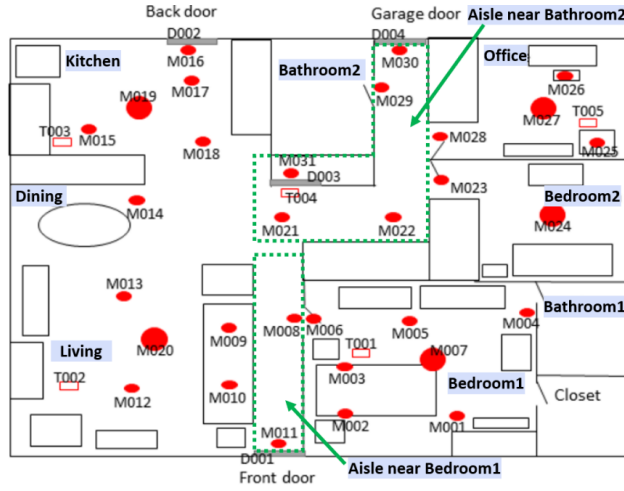 Back door
Garage door
Aisle near Bathroom2
D002
D004
Kitchen
M016
Bathroom2
M030
Office
M017
M029
M026
M019
M027
T005
T003
M015
M018
M028
M025
M031
D003
Bedroom2
Dining
T004
M023
M014
M021
M022
M024
M013
Bathroom1
M008
M006
M005
M004
M009
M020
T001
M007
Living
M003
Bedroom1
T002
M012
M010
Closet
M002
M001
M011
D001
Front door
Aisle near Bedroom1